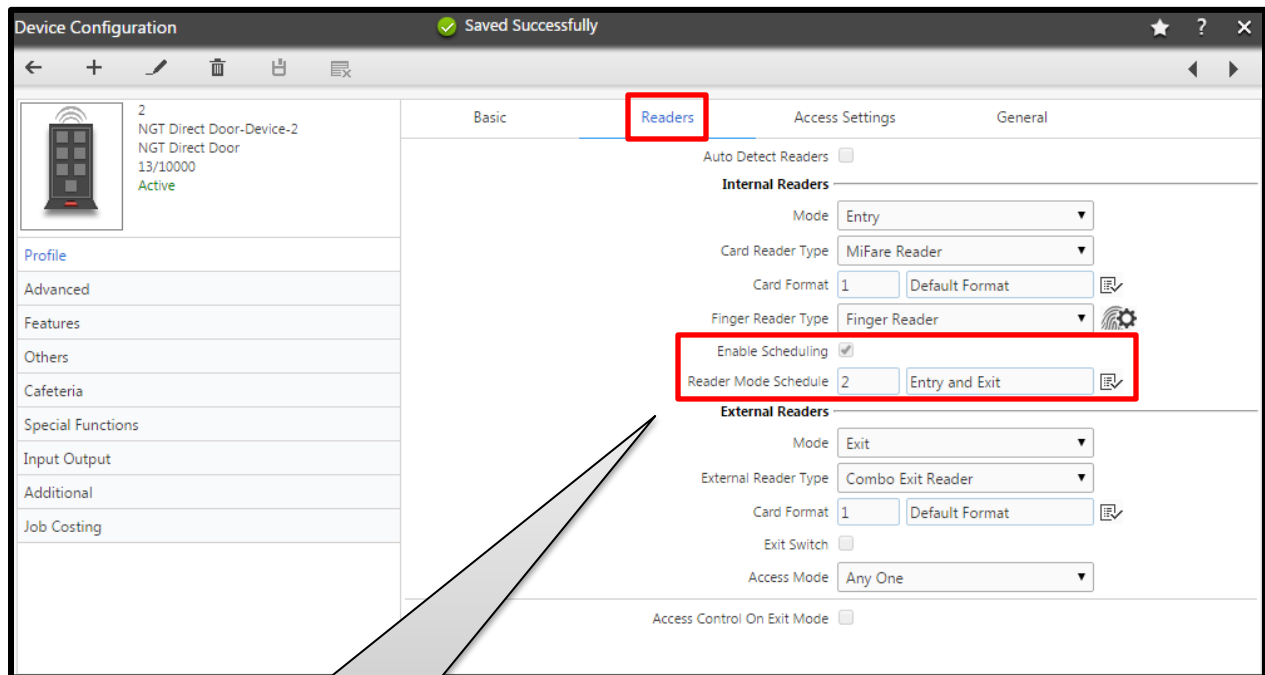 Device Configuration
Saved Successfully
?
2
NGT Direct Door-Device-2
NGT Direct Door
13/10000
Active
Profile
Advanced
Features
Others
Cafeteria
Special Functions
Input Output
Additional
Job Costing
Basic Readers Access Settings General
Auto Detect Readers
Internal Readers
Mode Entry
Card Reader Type MiFare Reader
Card Format 1 Default Format
Finger Reader Type Finger Reader
Enable Scheduling
Reader Mode Schedule 2 Entry and Exit
External Readers
Mode Exit
External Reader Type Combo Exit Reader
Card Format 1 Default Format
Exit Switch
Access Mode Any One
Access Control On Exit Mode